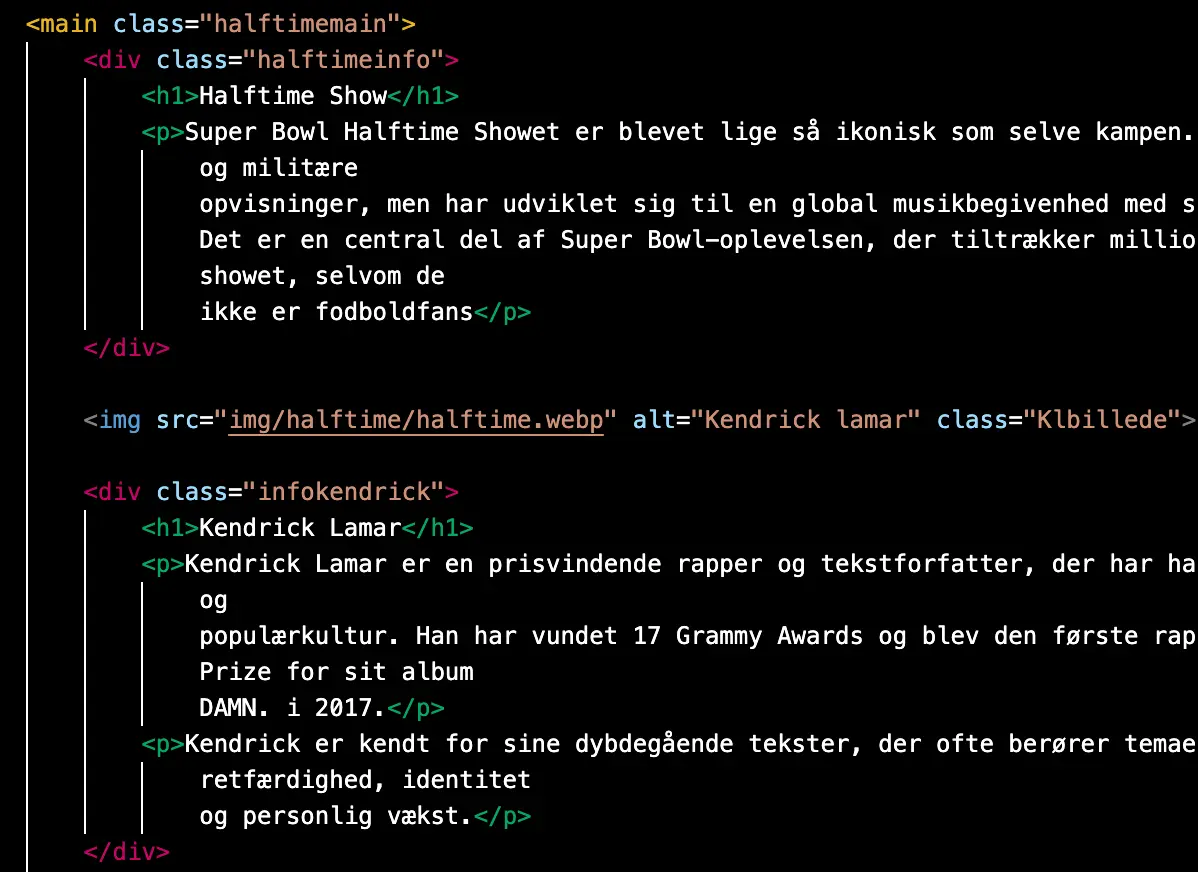 <main class="halftimemain">
<div class="halftimeinfo">
<h1>Halftime Show</h1>
<p>Super Bowl Halftime Showet er blevet lige så ikonisk som selve kampen.
og militære
opvisninger, men har udviklet sig til en global musikbegivenhed med s
Det er en central del af Super Bowl-oplevelsen, der tiltrækker millio
showet, selvom de
ikke er fodboldfans</p>
</div>
<img src="img/halftime/halftime.webp" alt="Kendrick lamar" class="Klbillede">
<div class="infokendrick">
<h1>Kendrick Lamar</h1>
<p>Kendrick Lamar er en prisvindende rapper og tekstforfatter, der har ha
og
populærkultur. Han har vundet 17 Grammy Awards og blev den første rap
Prize for sit album
DAMN. i 2017.</p>
<p>Kendrick er kendt for sine dybdegående tekster, der ofte berører temae
retfærdighed, identitet
og personlig vækst.</p>
</div>